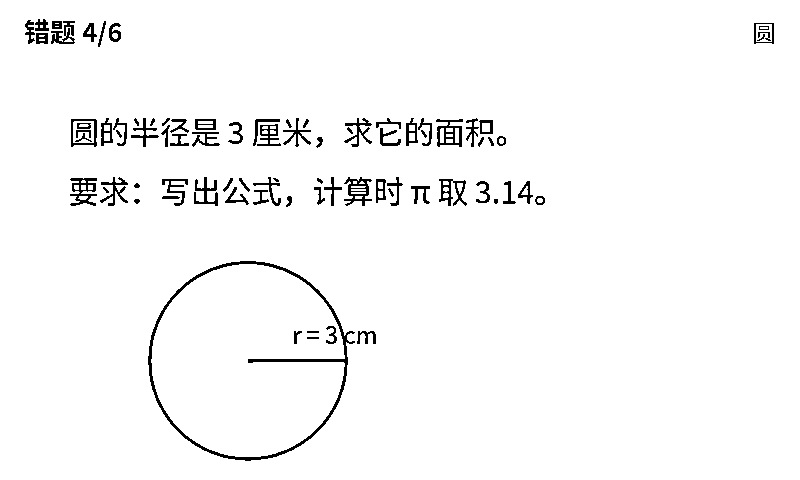 错题 4/6
圆
圆的半径是 3 厘米，求它的面积。
要求：写出公式，计算时 π 取 3.14。
r = 3 cm